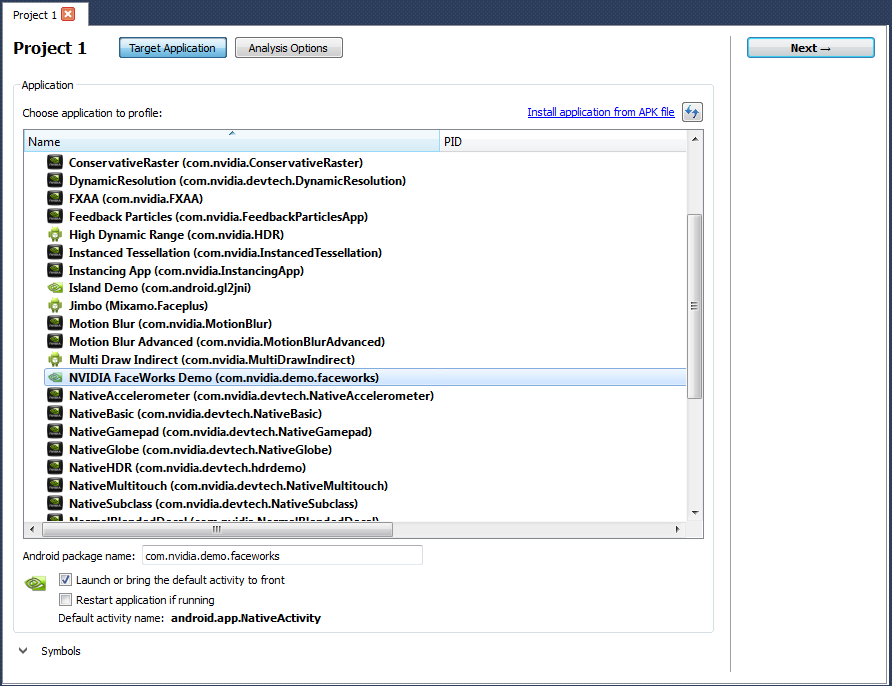 Project 1
Project 1 Target Application Analysis Options Next →
Application
Choose application to profile: Install application from APK file
Name PID
ConservativeRaster (com.nvidia.ConservativeRaster)
DynamicResolution (com.nvidia.devtech.DynamicResolution)
FXAA (com.nvidia.FXAA)
Feedback Particles (com.nvidia.FeedbackParticlesApp)
High Dynamic Range (com.nvidia.HDR)
Instanced Tessellation (com.nvidia.InstancedTessellation)
Instancing App (com.nvidia.InstancingApp)
Island Demo (com.android.gl2jni)
Jimbo (Mixamo.Faceplus)
Motion Blur (com.nvidia.MotionBlur)
Motion Blur Advanced (com.nvidia.MotionBlurAdvanced)
Multi Draw Indirect (com.nvidia.MultiDrawIndirect)
NVIDIA FaceWorks Demo (com.nvidia.demo.faceworks)
NativeAccelerometer (com.nvidia.devtech.NativeAccelerometer)
NativeBasic (com.nvidia.devtech.NativeBasic)
NativeGamepad (com.nvidia.devtech.NativeGamepad)
NativeGlobe (com.nvidia.devtech.NativeGlobe)
NativeHDR (com.nvidia.devtech.hdrdemo)
NativeMultitouch (com.nvidia.devtech.NativeMultitouch)
NativeSubclass (com.nvidia.devtech.NativeSubclass)
NormalBlendedDecal (com.nvidia.NormalBlendedDecal)
Android package name: com.nvidia.demo.faceworks
Launch or bring the default activity to front
Restart application if running
Default activity name: android.app.NativeActivity
Symbols